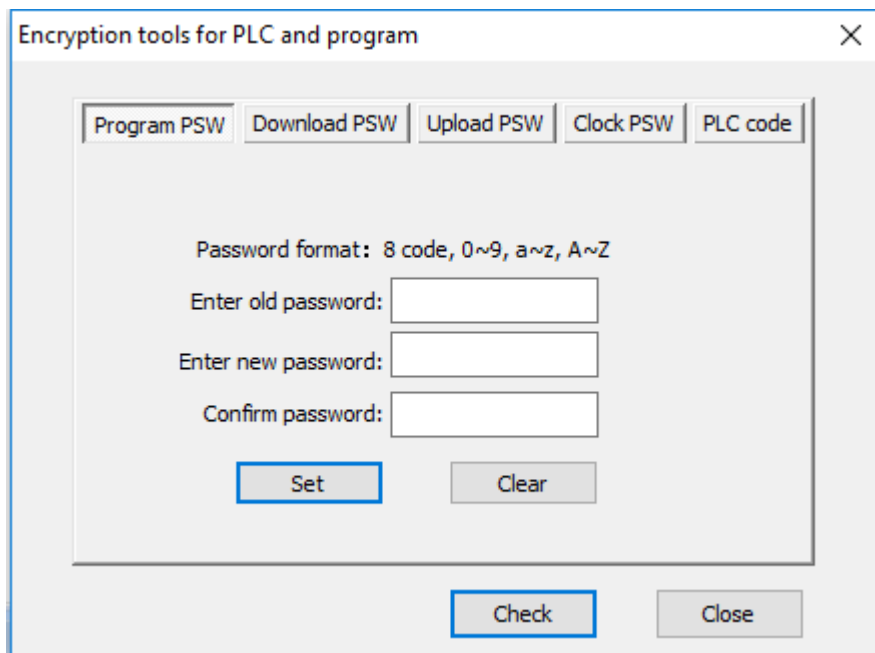 Encryption tools for PLC and program
Program PSW Download PSW Upload PSW Clock PSW PLC code
Password format: 8 code, 0~9, a~z, A~Z
Enter old password:
Enter new password:
Confirm password:
Set Clear
Check Close